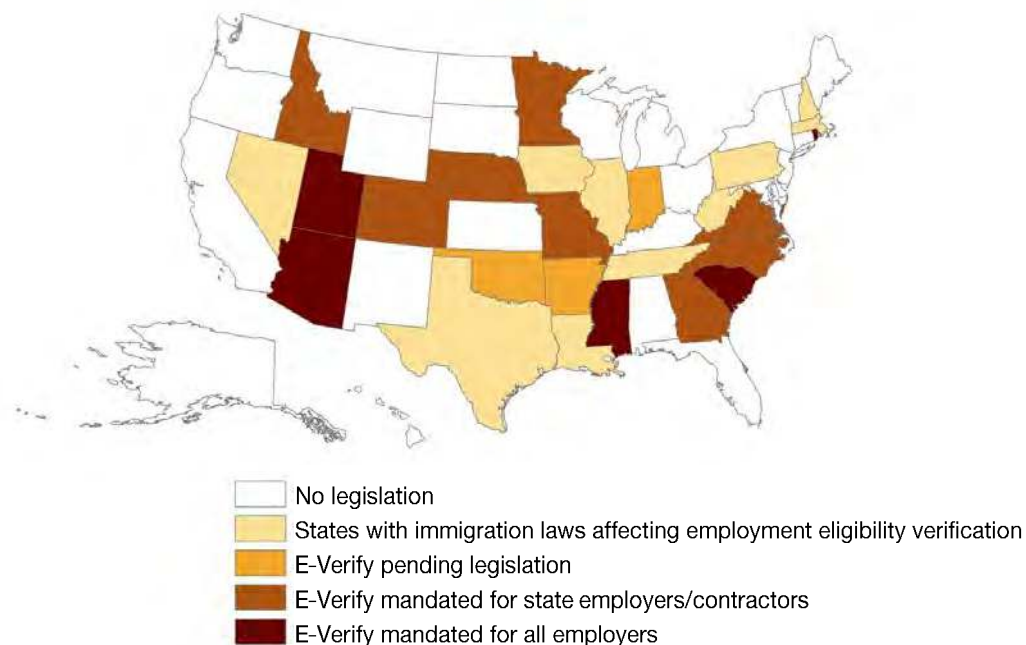 No legislation
States with immigration laws affecting employment eligibility verification
E-Verify pending legislation
E-Verify mandated for state employers/contractors
E-Verify mandated for all employers